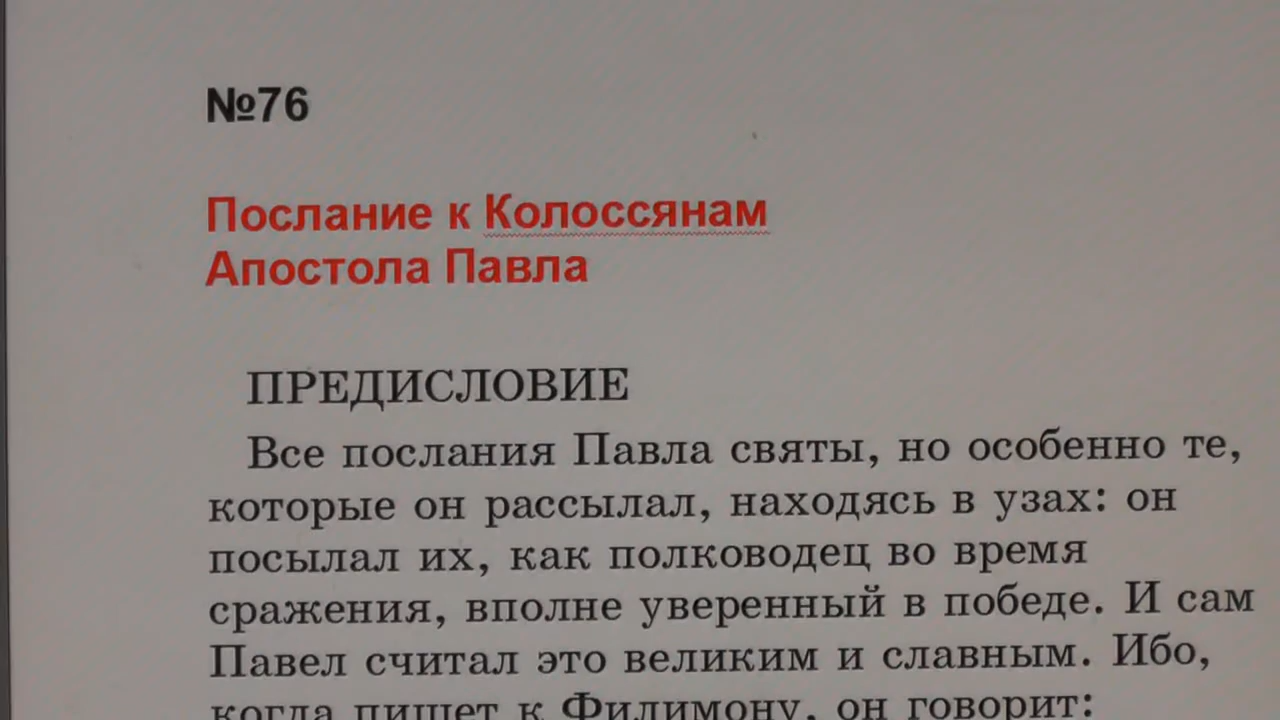 №76
Послание к Колоссянам
Апостола Павла
ПРЕДИСЛОВИЕ
Все послания Павла святы, но особенно те,
которые он рассылал, находясь в узах: он
посылал их, как полководец во время
сражения, вполне уверенный в победе. И сам
Павел считал это великим и славным. Ибо,
когда пишет к Филимону, он говорит: